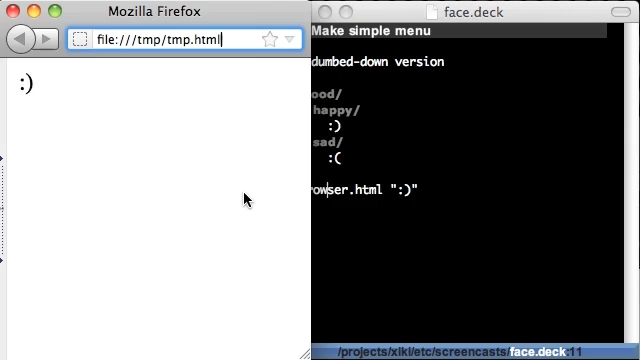 Mozilla Firefox
file:///tmp/tmp.html
:)
face.deck
Make simple menu
dumbed-down version
ood/
happy/
:)
sad/
:(
rowser.html ":)"
/projects/xiki/etc/screencasts/face.deck:11